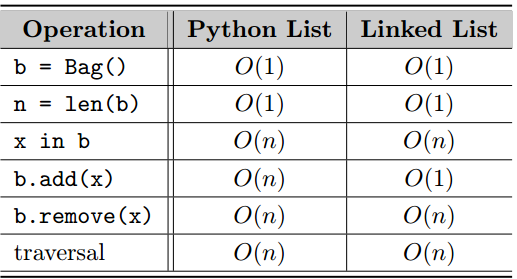 Operation Python List Linked List
b = Bag() O(1) O(1)
n = len(b) O(1) O(1)
x in b O(n) O(n)
b.add(x) O(n) O(1)
b.remove(x) O(n) O(n)
traversal O(n) O(n)